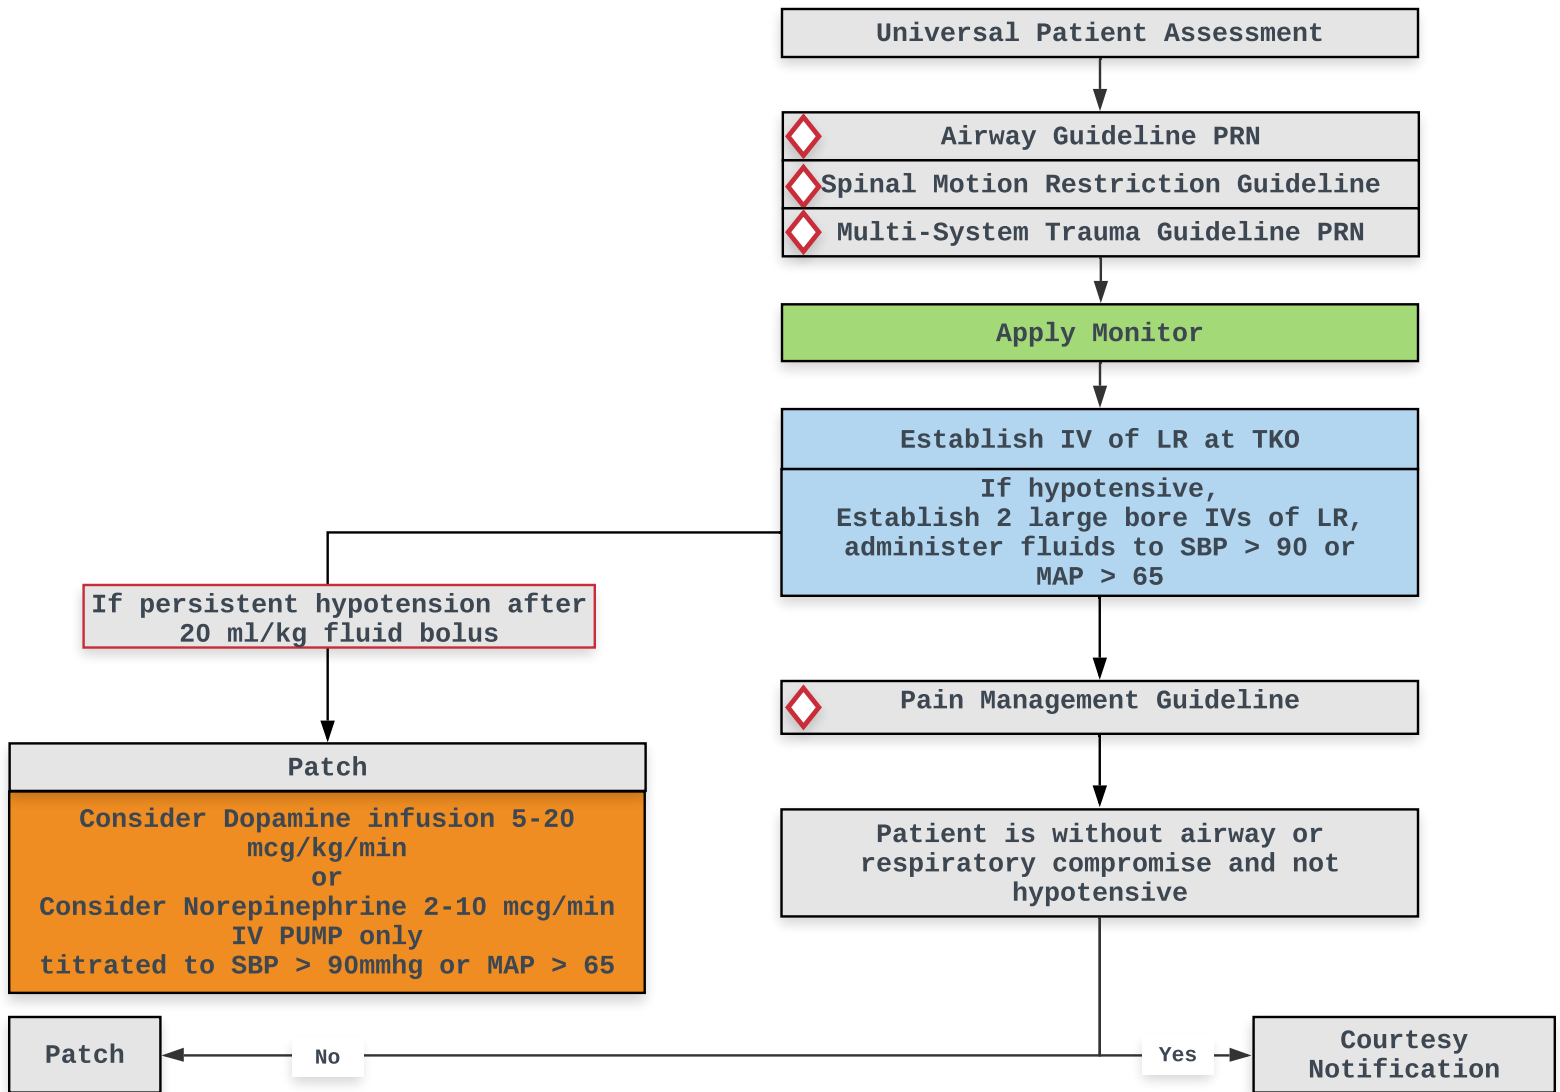 Universal Patient Assessment
Airway Guideline PRN
Spinal Motion Restriction Guideline
Multi-System Trauma Guideline PRN
Apply Monitor
Establish IV of LR at TKO
If hypotensive,
Establish 2 large bore IVs of LR,
administer fluids to SBP > 90 or
MAP > 65
If persistent hypotension after
20 ml/kg fluid bolus
Pain Management Guideline
Patch
Consider Dopamine infusion 5-20
mcg/kg/min
or
Consider Norepinephrine 2-10 mcg/min
IV PUMP only
titrated to SBP > 90mmhg or MAP > 65
Patient is without airway or
respiratory compromise and not
hypotensive
Patch
No
Yes
Courtesy
Notification